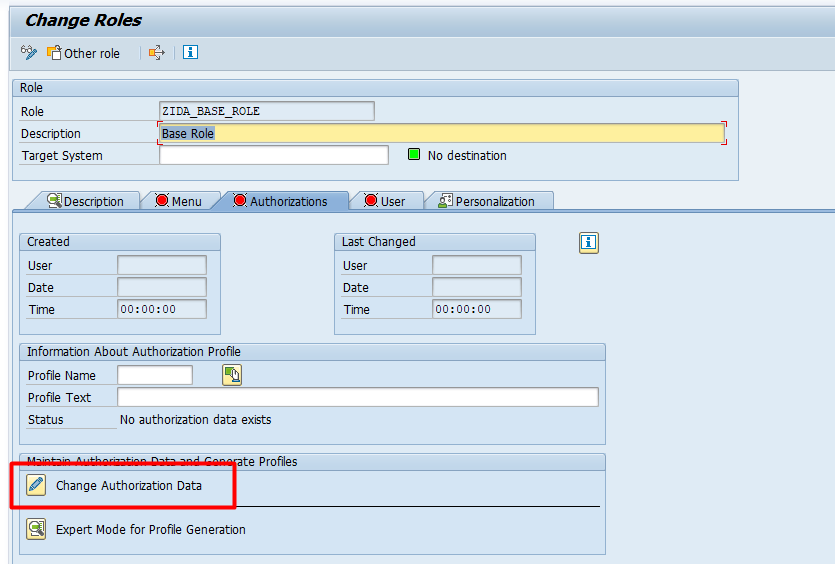 Change Roles
Other role
Role
Role ZIDA_BASE_ROLE
Description Base Role
Target System No destination
Description Menu Authorizations User Personalization
Created Last Changed
User User
Date Date
Time 00:00:00 Time 00:00:00
Information About Authorization Profile
Profile Name
Profile Text
Status No authorization data exists
Maintain Authorization Data and Generate Profiles
Change Authorization Data
Expert Mode for Profile Generation